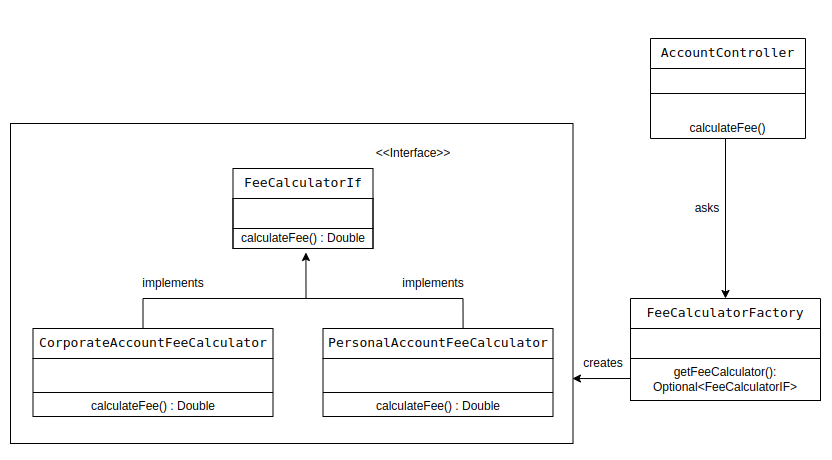 AccountController
calculateFee()
asks
<<Interface>>
FeeCalculatorIf
calculateFee() : Double
implements
implements
CorporateAccountFeeCalculator
calculateFee() : Double
PersonalAccountFeeCalculator
calculateFee() : Double
creates
FeeCalculatorFactory
getFeeCalculator():
Optional<FeeCalculatorIF>